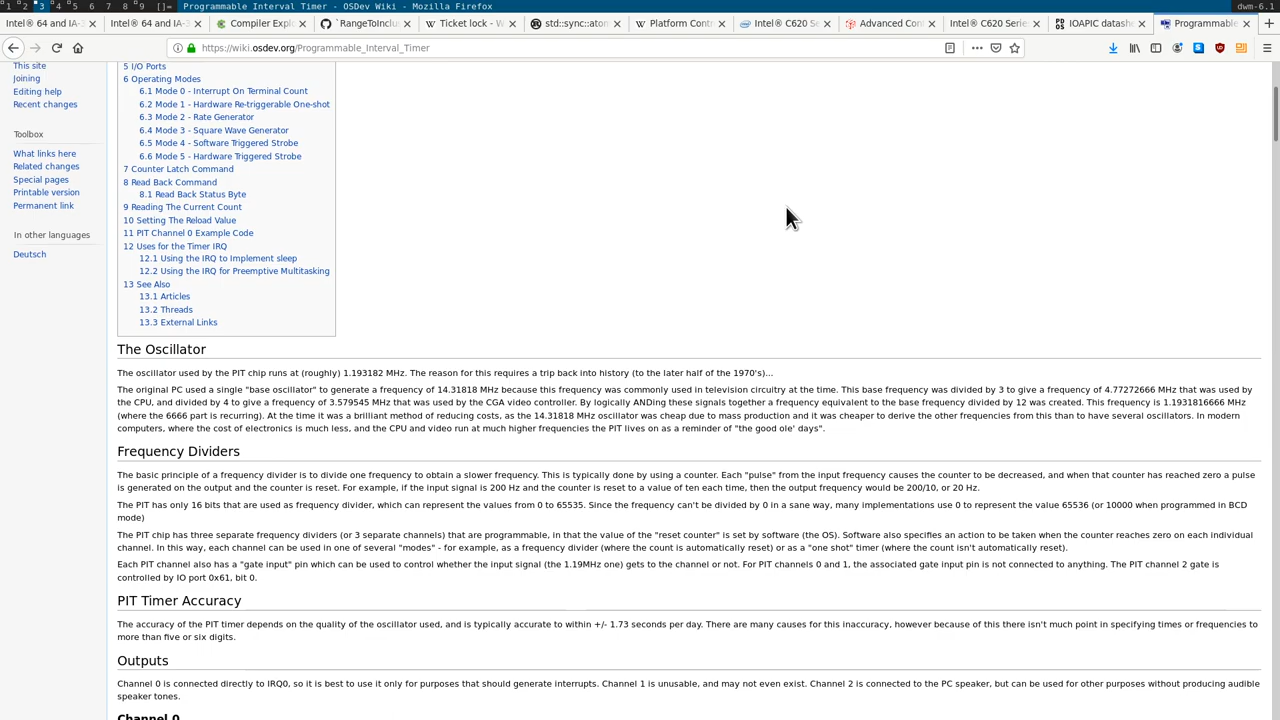 1 2 3 4 5 6 7 8 9 []= Programmable Interval Timer - OSDev Wiki - Mozilla Firefox dwm-6.1
Intel® 64 and IA-3 Intel® 64 and IA-3 Compiler Explo `RangeToInclus Ticket lock - W std::sync::atom Platform Contr Intel® C620 Se Advanced Con Intel® C620 Serie IOAPIC datashe Programmable
https://wiki.osdev.org/Programmable_Interval_Timer
This site
Joining
Editing help
Recent changes
Toolbox
What links here
Related changes
Special pages
Printable version
Permanent link
In other languages
Deutsch
5 I/O Ports
6 Operating Modes
6.1 Mode 0 - Interrupt On Terminal Count
6.2 Mode 1 - Hardware Re-triggerable One-shot
6.3 Mode 2 - Rate Generator
6.4 Mode 3 - Square Wave Generator
6.5 Mode 4 - Software Triggered Strobe
6.6 Mode 5 - Hardware Triggered Strobe
7 Counter Latch Command
8 Read Back Command
8.1 Read Back Status Byte
9 Reading The Current Count
10 Setting The Reload Value
11 PIT Channel 0 Example Code
12 Uses for the Timer IRQ
12.1 Using the IRQ to Implement sleep
12.2 Using the IRQ for Preemptive Multitasking
13 See Also
13.1 Articles
13.2 Threads
13.3 External Links
The Oscillator
The oscillator used by the PIT chip runs at (roughly) 1.193182 MHz. The reason for this requires a trip back into history (to the later half of the 1970's)...
The original PC used a single "base oscillator" to generate a frequency of 14.31818 MHz because this frequency was commonly used in television circuitry at the time. This base frequency was divided by 3 to give a frequency of 4.77272666 MHz that was used by
the CPU, and divided by 4 to give a frequency of 3.579545 MHz that was used by the CGA video controller. By logically ANDing these signals together a frequency equivalent to the base frequency divided by 12 was created. This frequency is 1.1931816666 MHz
(where the 6666 part is recurring). At the time it was a brilliant method of reducing costs, as the 14.31818 MHz oscillator was cheap due to mass production and it was cheaper to derive the other frequencies from this than to have several oscillators. In modern
computers, where the cost of electronics is much less, and the CPU and video run at much higher frequencies the PIT lives on as a reminder of "the good ole' days".
Frequency Dividers
The basic principle of a frequency divider is to divide one frequency to obtain a slower frequency. This is typically done by using a counter. Each "pulse" from the input frequency causes the counter to be decreased, and when that counter has reached zero a pulse
is generated on the output and the counter is reset. For example, if the input signal is 200 Hz and the counter is reset to a value of ten each time, then the output frequency would be 200/10, or 20 Hz.
The PIT has only 16 bits that are used as frequency divider, which can represent the values from 0 to 65535. Since the frequency can't be divided by 0 in a sane way, many implementations use 0 to represent the value 65536 (or 10000 when programmed in BCD
mode)
The PIT chip has three separate frequency dividers (or 3 separate channels) that are programmable, in that the value of the "reset counter" is set by software (the OS). Software also specifies an action to be taken when the counter reaches zero on each individual
channel. In this way, each channel can be used in one of several "modes" - for example, as a frequency divider (where the count is automatically reset) or as a "one shot" timer (where the count isn't automatically reset).
Each PIT channel also has a "gate input" pin which can be used to control whether the input signal (the 1.19MHz one) gets to the channel or not. For PIT channels 0 and 1, the associated gate input pin is not connected to anything. The PIT channel 2 gate is
controlled by IO port 0x61, bit 0.
PIT Timer Accuracy
The accuracy of the PIT timer depends on the quality of the oscillator used, and is typically accurate to within +/- 1.73 seconds per day. There are many causes for this inaccuracy, however because of this there isn't much point in specifying times or frequencies to
more than five or six digits.
Outputs
Channel 0 is connected directly to IRQ0, so it is best to use it only for purposes that should generate interrupts. Channel 1 is unusable, and may not even exist. Channel 2 is connected to the PC speaker, but can be used for other purposes without producing audible
speaker tones.
Channel 0